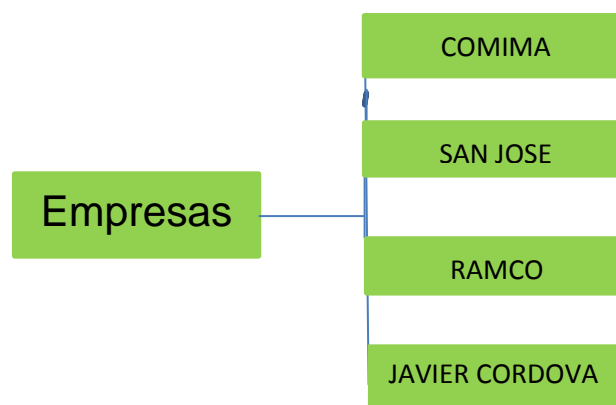 COMIMA
SAN JOSE
Empresas
RAMCO
JAVIER CORDOVA